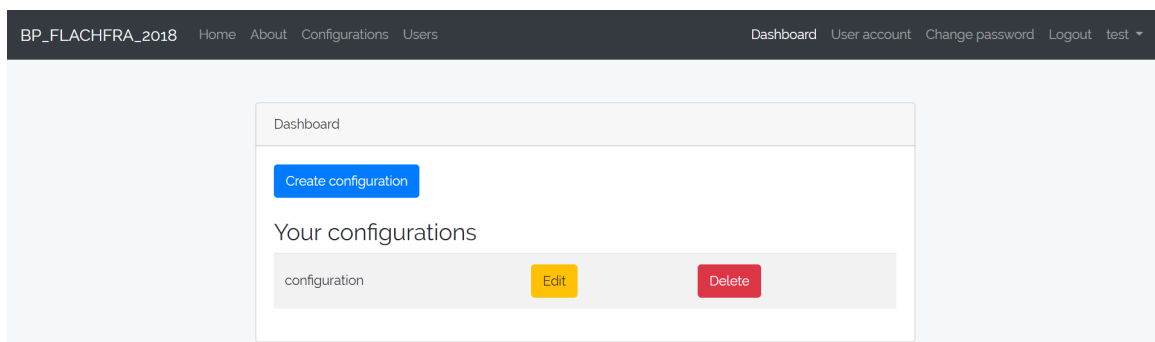 BP_FLACHFRA_2018 Home About Configurations Users Dashboard User account Change password Logout test
Dashboard
Create configuration
Your configurations
configuration Edit Delete